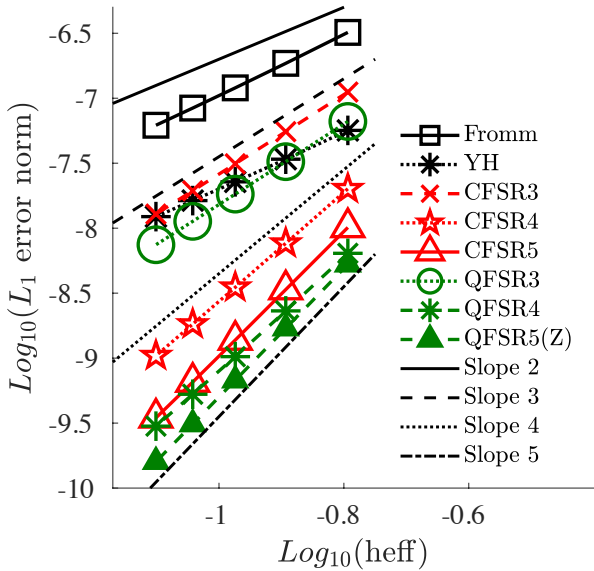 -6.5
-7
-7.5
-8
-8.5
-9
-9.5
-10
Log₁₀(L₁ error norm)
-1
-0.8
-0.6
Log₁₀(heff)
Fromm
YH
CFSR3
CFSR4
CFSR5
QFSR3
QFSR4
QFSR5(Z)
Slope 2
Slope 3
Slope 4
Slope 5